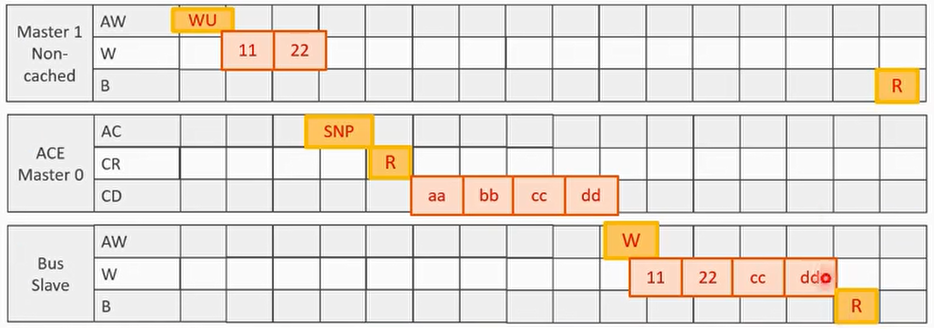 Master 1
Non-
cached
AW
WU
W
11 22
B
R
ACE
Master 0
AC
SNP
CR
R
CD
aa bb cc dd
Bus
Slave
AW
W
W
11 22 cc dd
B
R